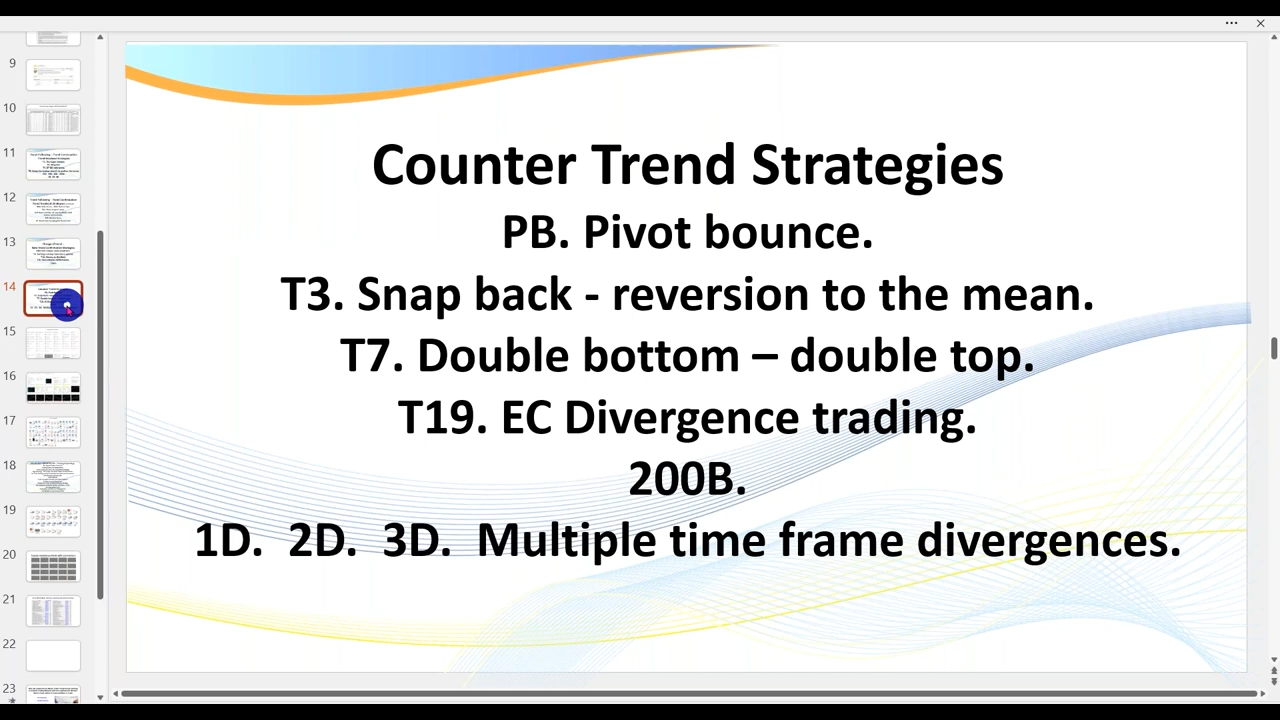 10
11
12
13
14
15
16
17
18
19
20
21
22
23
Counter Trend Strategies
PB. Pivot bounce.
T3. Snap back - reversion to the mean.
T7. Double bottom – double top.
T19. EC Divergence trading.
200B.
1D. 2D. 3D. Multiple time frame divergences.